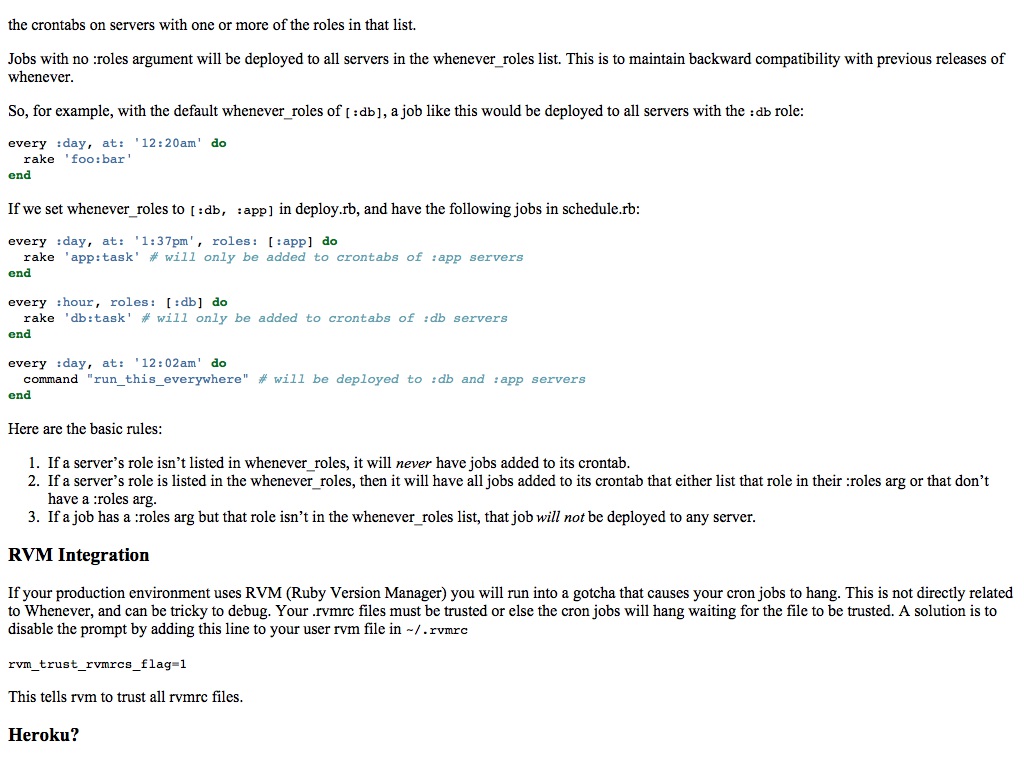 the crontabs on servers with one or more of the roles in that list.
Jobs with no :roles argument will be deployed to all servers in the whenever_roles list. This is to maintain backward compatibility with previous releases of
whenever.
So, for example, with the default whenever_roles of [:db], a job like this would be deployed to all servers with the :db role:
every :day, at: '12:20am' do
  rake 'foo:bar'
end
If we set whenever_roles to [:db, :app] in deploy.rb, and have the following jobs in schedule.rb:
every :day, at: '1:37pm', roles: [:app] do
  rake 'app:task' # will only be added to crontabs of :app servers
end
every :hour, roles: [:db] do
  rake 'db:task' # will only be added to crontabs of :db servers
end
every :day, at: '12:02am' do
  command "run_this_everywhere" # will be deployed to :db and :app servers
end
Here are the basic rules:
1. If a server’s role isn’t listed in whenever_roles, it will never have jobs added to its crontab.
2. If a server’s role is listed in the whenever_roles, then it will have all jobs added to its crontab that either list that role in their :roles arg or that don’t
have a :roles arg.
3. If a job has a :roles arg but that role isn’t in the whenever_roles list, that job will not be deployed to any server.
RVM Integration
If your production environment uses RVM (Ruby Version Manager) you will run into a gotcha that causes your cron jobs to hang. This is not directly related
to Whenever, and can be tricky to debug. Your .rvmrc files must be trusted or else the cron jobs will hang waiting for the file to be trusted. A solution is to
disable the prompt by adding this line to your user rvm file in ~/.rvmrc
rvm_trust_rvmrcs_flag=1
This tells rvm to trust all rvmrc files.
Heroku?